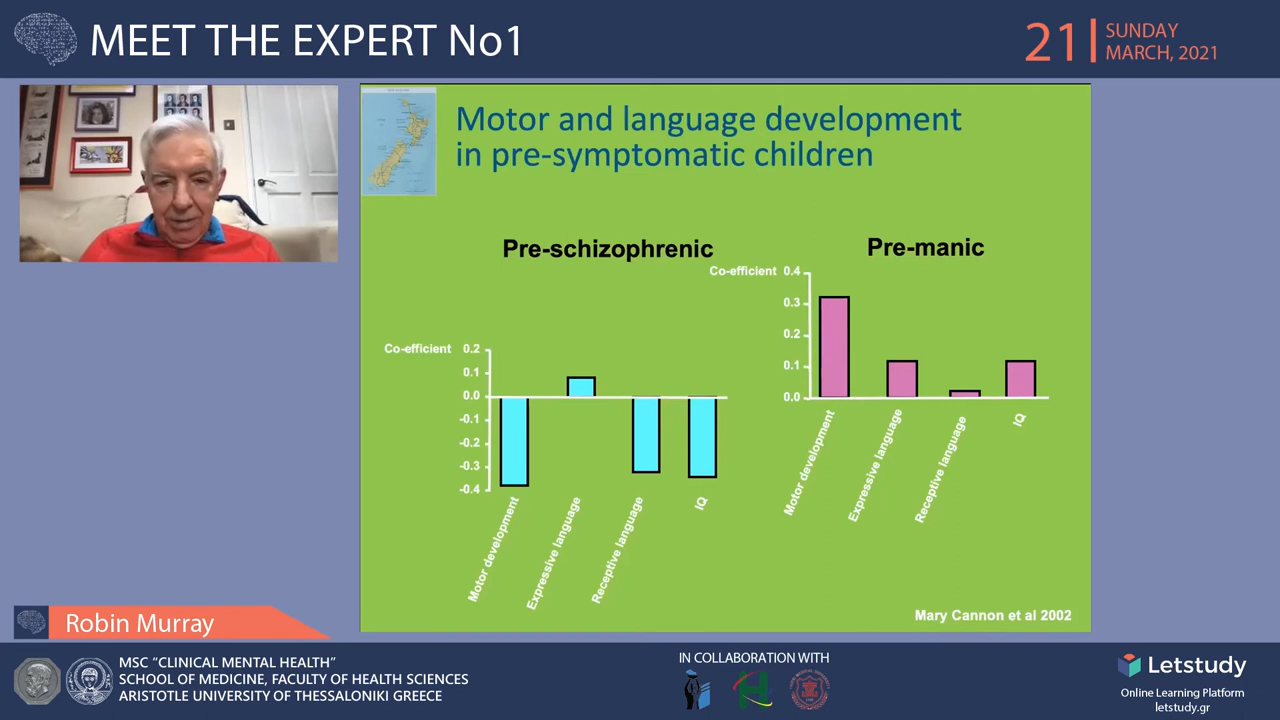 MEET THE EXPERT No1
21
SUNDAY
MARCH, 2021
Motor and language development
in pre-symptomatic children
Pre-schizophrenic
Co-efficient
0.2
0.1
0.0
-0.1
-0.2
-0.3
-0.4
Motor development
Expressive language
Receptive language
IQ
Pre-manic
Co-efficient
0.4
0.3
0.2
0.1
0.0
Motor development
Expressive language
Receptive language
IQ
Mary Cannon et al 2002
Robin Murray
MSC “CLINICAL MENTAL HEALTH”
SCHOOL OF MEDICINE, FACULTY OF HEALTH SCIENCES
ARISTOTLE UNIVERSITY OF THESSALONIKI GREECE
IN COLLABORATION WITH
Letstudy
Online Learning Platform
letstudy.gr